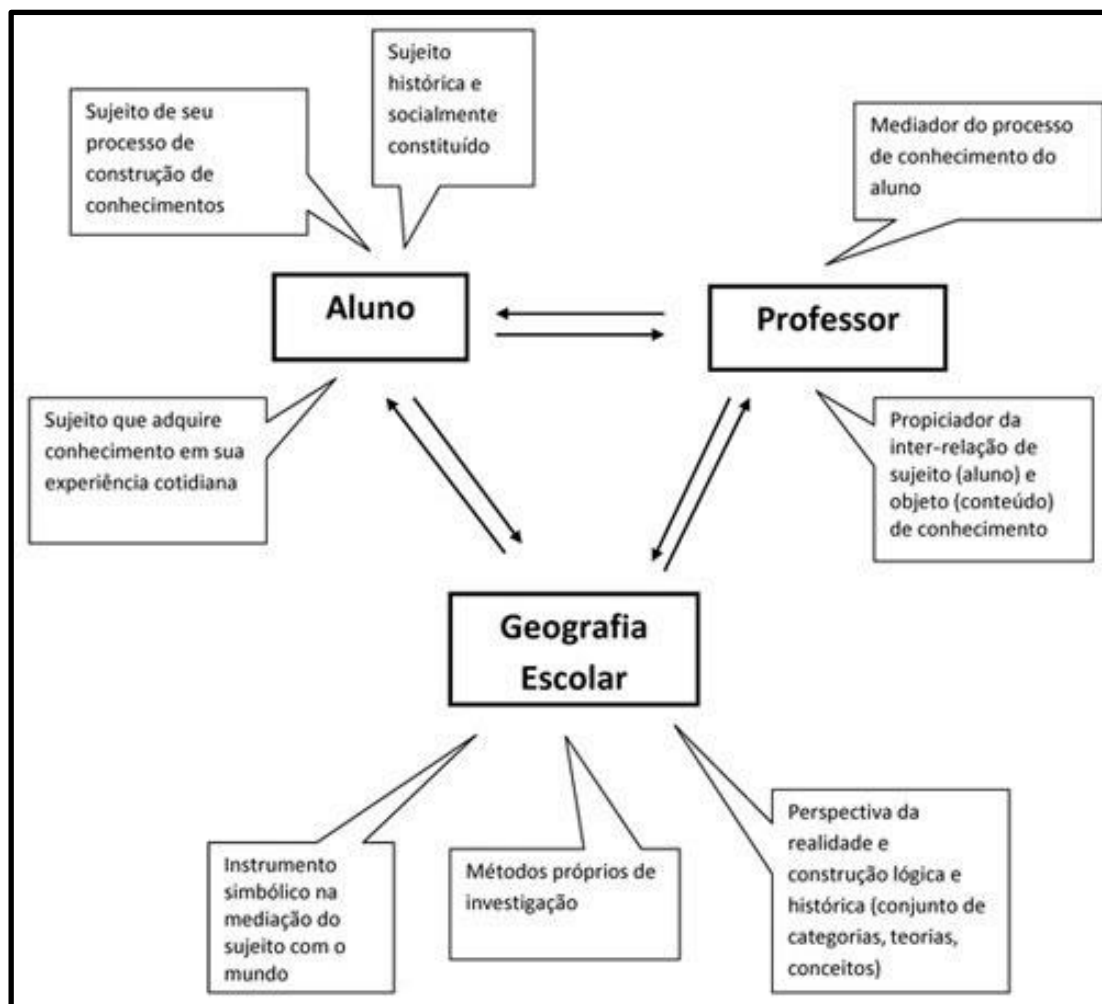 Sujeito
histórica e
socialmente
constituído
Sujeito de seu
processo de
construção de
conhecimentos
Mediador do processo
de conhecimento do
aluno
Aluno
Professor
Sujeito que adquire
conhecimento em sua
experiência cotidiana
Propiciador da
inter-relação de
sujeito (aluno) e
objeto (conteúdo)
de conhecimento
Geografia
Escolar
Instrumento
simbólico na
mediação do
sujeito com o
mundo
Métodos próprios de
investigação
Perspectiva da
realidade e
construção lógica e
histórica (conjunto de
categorias, teorias,
conceitos)